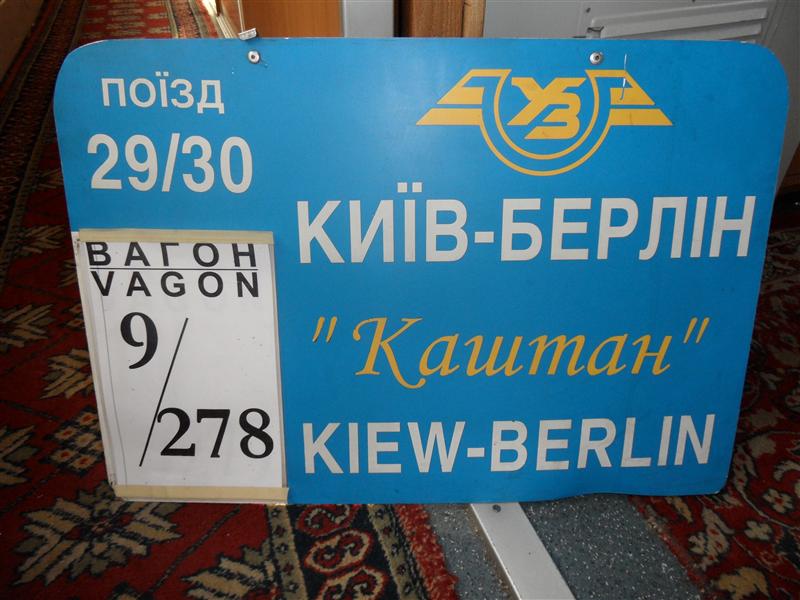 поїзд
29/30
УЗ
КИЇВ-БЕРЛІН
"Каштан"
KIEW-BERLIN
ВАГОН
VAGON
9/278